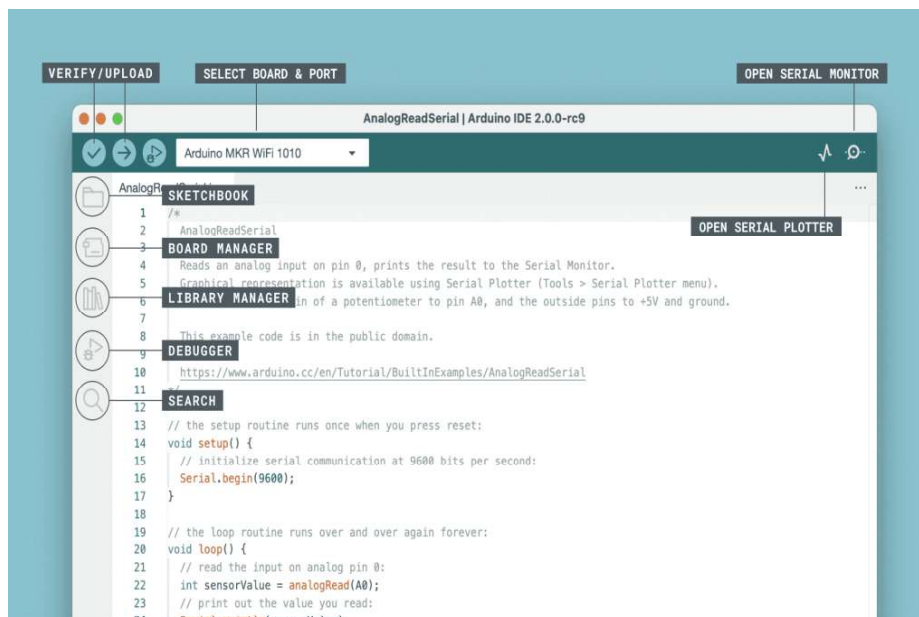 VERIFY/UPLOAD
SELECT BOARD & PORT
OPEN SERIAL MONITOR
AnalogReadSerial | Arduino IDE 2.0.0-rc9
Arduino MKR WiFi 1010
SKETCHBOOK
OPEN SERIAL PLOTTER
BOARD MANAGER
LIBRARY MANAGER
DEBUGGER
SEARCH
1 /*
2 AnalogReadSerial
3
4 Reads an analog input on pin 0, prints the result to the Serial Monitor.
5 Graphical representation is available using Serial Plotter (Tools > Serial Plotter menu).
6 of a potentiometer to pin A0, and the outside pins to +5V and ground.
7
8 This example code is in the public domain.
9
10 https://www.arduino.cc/en/Tutorial/BuiltInExamples/AnalogReadSerial
11 */
12
13 // the setup routine runs once when you press reset:
14 void setup() {
15 // initialize serial communication at 9600 bits per second:
16 Serial.begin(9600);
17 }
18
19 // the loop routine runs over and over again forever:
20 void loop() {
21 // read the input on analog pin 0:
22 int sensorValue = analogRead(A0);
23 // print out the value you read: